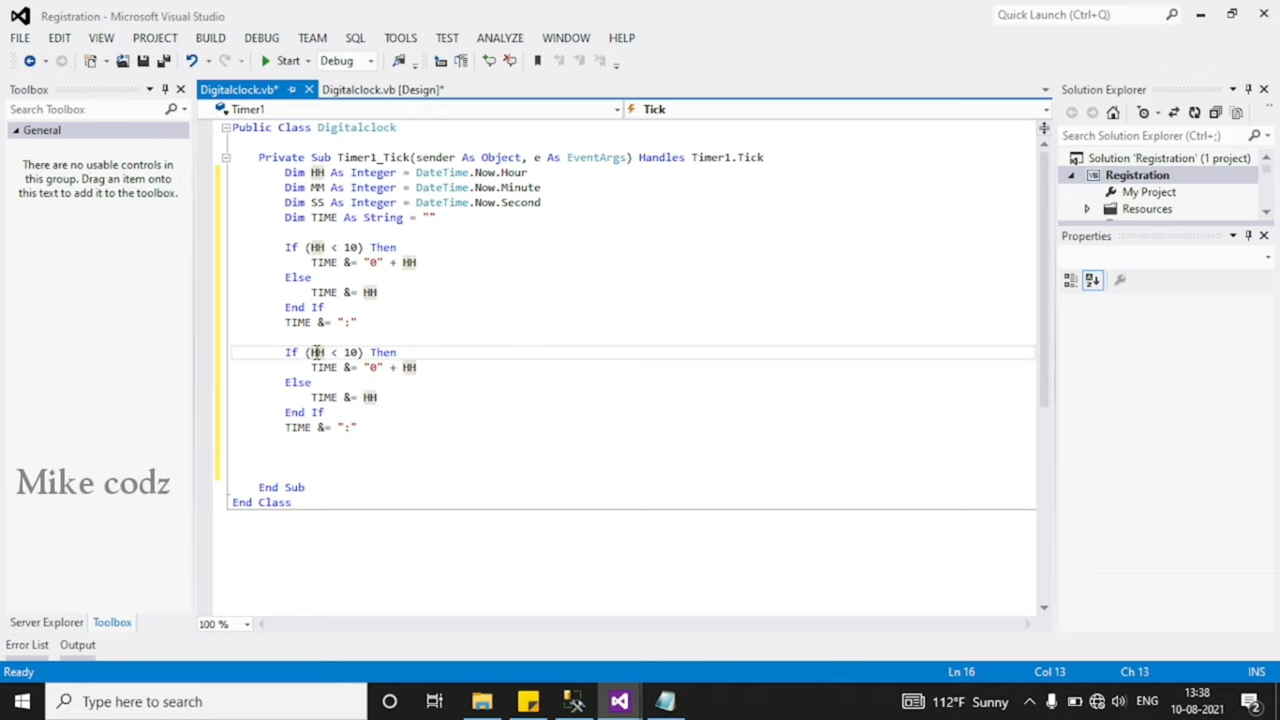 Registration - Microsoft Visual Studio
Quick Launch (Ctrl+Q)
FILE EDIT VIEW PROJECT BUILD DEBUG TEAM SQL TOOLS TEST ANALYZE WINDOW HELP
Start Debug
Toolbox
Digitalclock.vb* Digitalclock.vb [Design]*
Solution Explorer
Search Toolbox
Timer1
Tick
General
There are no usable controls in
this group. Drag an item onto
this text to add it to the toolbox.
Public Class Digitalclock
Private Sub Timer1_Tick(sender As Object, e As EventArgs) Handles Timer1.Tick
Dim HH As Integer = DateTime.Now.Hour
Dim MM As Integer = DateTime.Now.Minute
Dim SS As Integer = DateTime.Now.Second
Dim TIME As String = ""
If (HH < 10) Then
TIME &= "0" + HH
Else
TIME &= HH
End If
TIME &= ":"
If (HH < 10) Then
TIME &= "0" + HH
Else
TIME &= HH
End If
TIME &= ":"
End Sub
End Class
Search Solution Explorer (Ctrl+;)
Solution 'Registration' (1 project)
VB Registration
My Project
Resources
Properties
Mike codz
Server Explorer Toolbox
100 %
Error List Output
Ready
Ln 16 Col 13 Ch 13 INS
Type here to search
112°F Sunny
ENG
13:38
10-08-2021
2